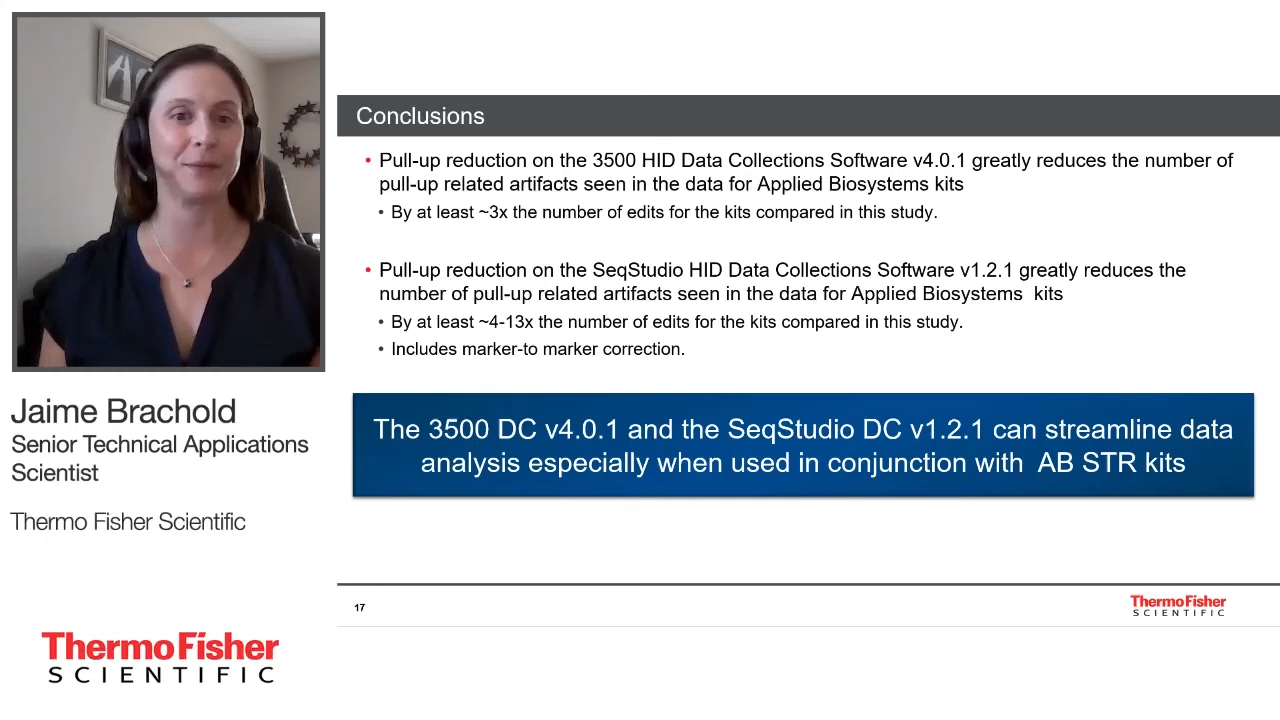 Jaime Brachold
Senior Technical Applications
Scientist
Thermo Fisher Scientific
ThermoFisher
SCIENTIFIC
Conclusions
• Pull-up reduction on the 3500 HID Data Collections Software v4.0.1 greatly reduces the number of
pull-up related artifacts seen in the data for Applied Biosystems kits
• By at least ~3x the number of edits for the kits compared in this study.
• Pull-up reduction on the SeqStudio HID Data Collections Software v1.2.1 greatly reduces the
number of pull-up related artifacts seen in the data for Applied Biosystems  kits
• By at least ~4-13x the number of edits for the kits compared in this study.
• Includes marker-to marker correction.
The 3500 DC v4.0.1 and the SeqStudio DC v1.2.1 can streamline data
analysis especially when used in conjunction with  AB STR kits
17
ThermoFisher
SCIENTIFIC